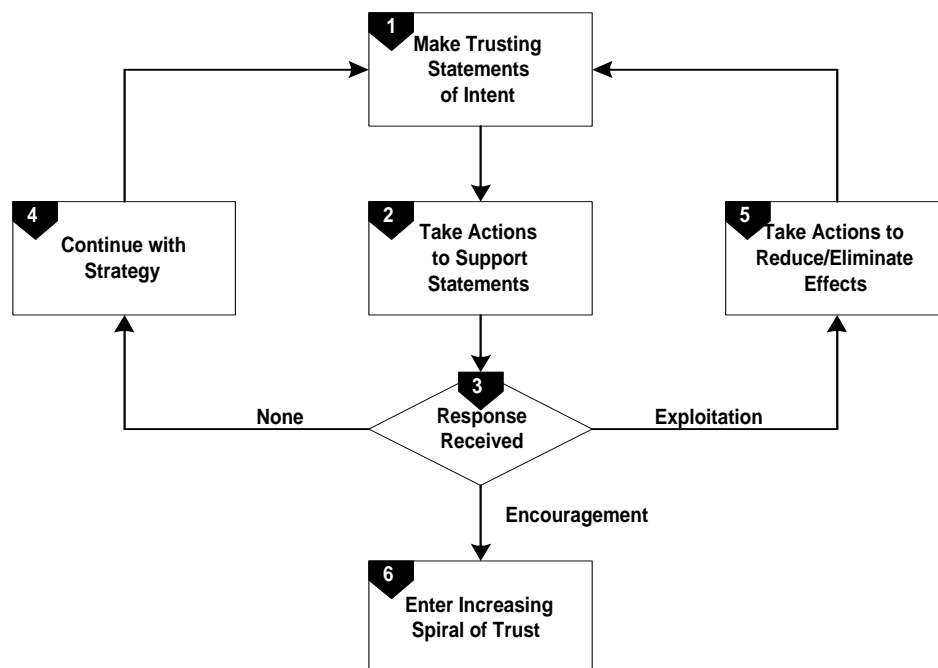 1
Make Trusting
Statements
of Intent
4
Continue with
Strategy
2
Take Actions
to Support
Statements
5
Take Actions to
Reduce/Eliminate
Effects
3
Response
Received
None
Exploitation
Encouragement
6
Enter Increasing
Spiral of Trust